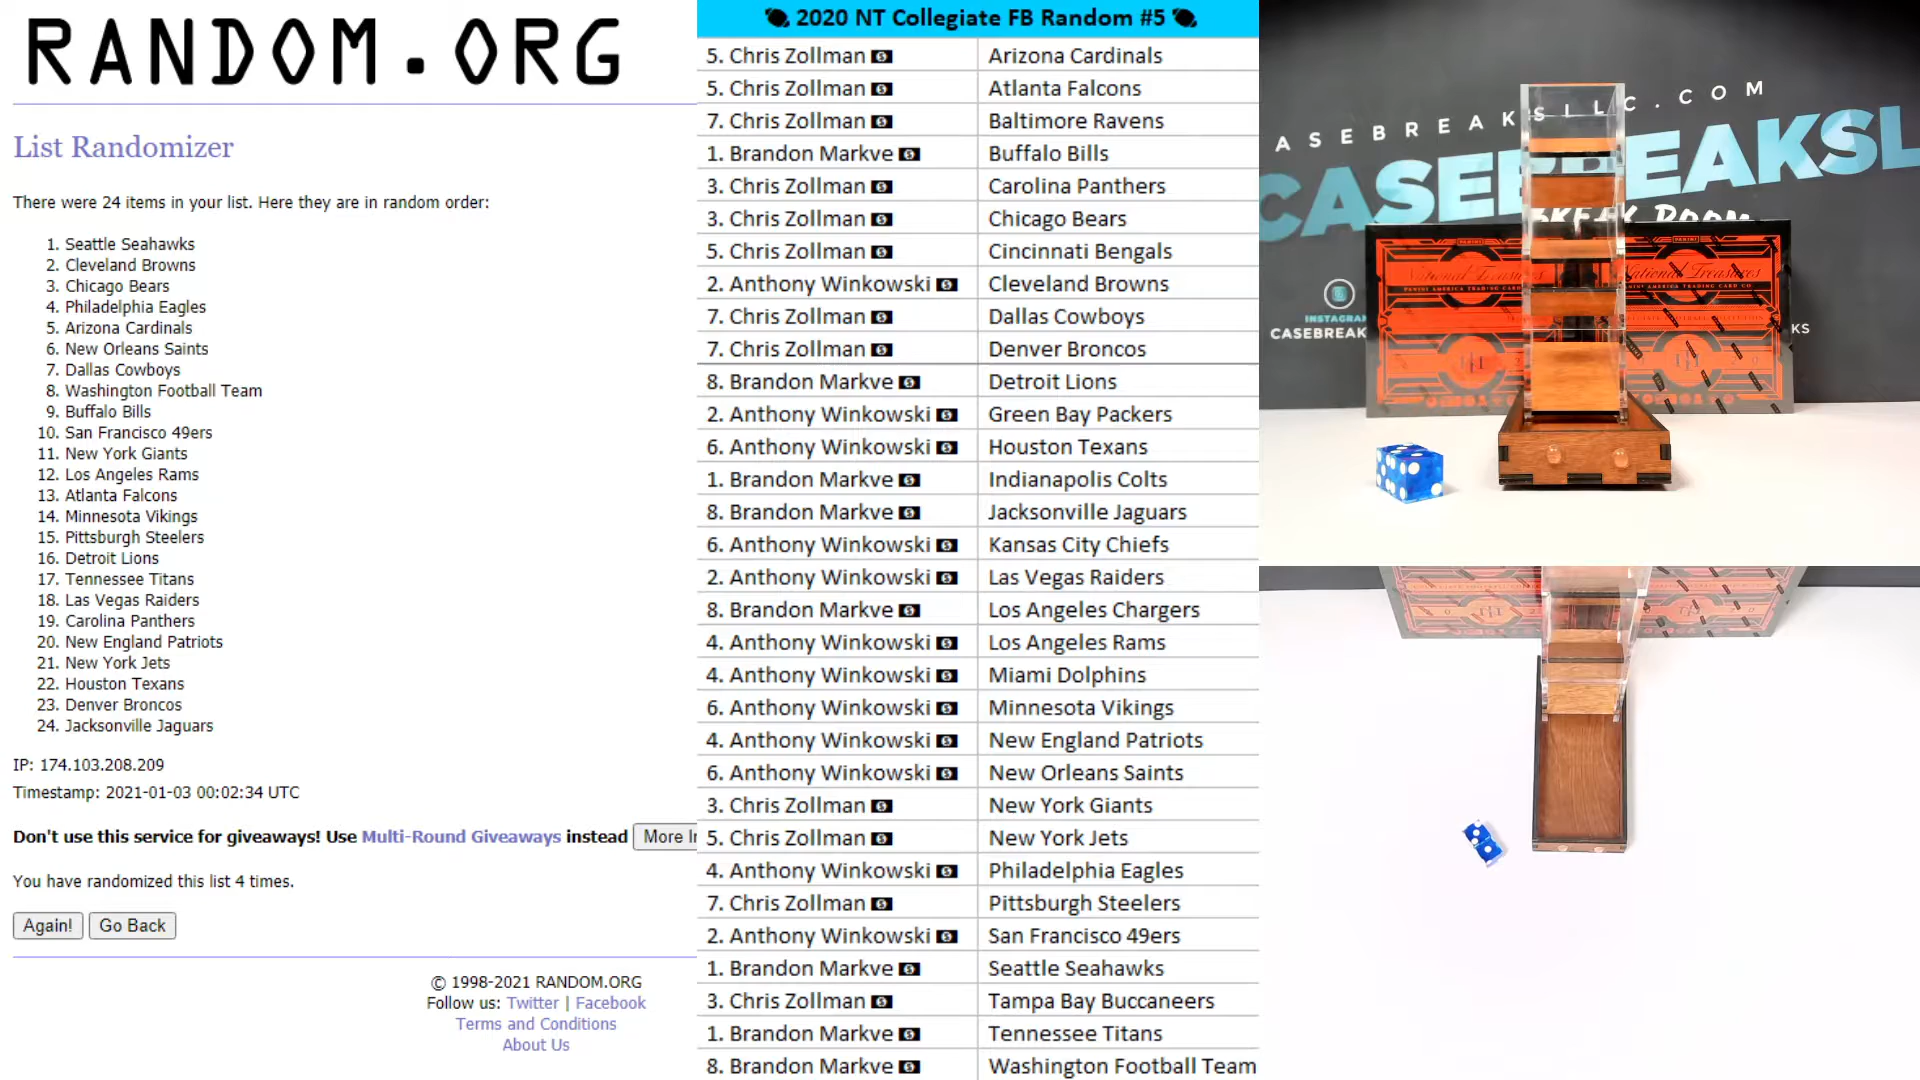 RANDOM.ORG
List Randomizer
There were 24 items in your list. Here they are in random order:
1. Seattle Seahawks
2. Cleveland Browns
3. Chicago Bears
4. Philadelphia Eagles
5. Arizona Cardinals
6. New Orleans Saints
7. Dallas Cowboys
8. Washington Football Team
9. Buffalo Bills
10. San Francisco 49ers
11. New York Giants
12. Los Angeles Rams
13. Atlanta Falcons
14. Minnesota Vikings
15. Pittsburgh Steelers
16. Detroit Lions
17. Tennessee Titans
18. Las Vegas Raiders
19. Carolina Panthers
20. New England Patriots
21. New York Jets
22. Houston Texans
23. Denver Broncos
24. Jacksonville Jaguars
IP: 174.103.208.209
Timestamp: 2021-01-03 00:02:34 UTC
Don't use this service for giveaways! Use Multi-Round Giveaways instead More In
You have randomized this list 4 times.
Again! Go Back
© 1998-2021 RANDOM.ORG
Follow us: Twitter | Facebook
Terms and Conditions
About Us
2020 NT Collegiate FB Random #5
5. Chris Zollman Arizona Cardinals
5. Chris Zollman Atlanta Falcons
7. Chris Zollman Baltimore Ravens
1. Brandon Markve Buffalo Bills
3. Chris Zollman Carolina Panthers
3. Chris Zollman Chicago Bears
5. Chris Zollman Cincinnati Bengals
2. Anthony Winkowski Cleveland Browns
7. Chris Zollman Dallas Cowboys
7. Chris Zollman Denver Broncos
8. Brandon Markve Detroit Lions
2. Anthony Winkowski Green Bay Packers
6. Anthony Winkowski Houston Texans
1. Brandon Markve Indianapolis Colts
8. Brandon Markve Jacksonville Jaguars
6. Anthony Winkowski Kansas City Chiefs
2. Anthony Winkowski Las Vegas Raiders
8. Brandon Markve Los Angeles Chargers
4. Anthony Winkowski Los Angeles Rams
4. Anthony Winkowski Miami Dolphins
6. Anthony Winkowski Minnesota Vikings
4. Anthony Winkowski New England Patriots
6. Anthony Winkowski New Orleans Saints
3. Chris Zollman New York Giants
5. Chris Zollman New York Jets
4. Anthony Winkowski Philadelphia Eagles
7. Chris Zollman Pittsburgh Steelers
2. Anthony Winkowski San Francisco 49ers
1. Brandon Markve Seattle Seahawks
3. Chris Zollman Tampa Bay Buccaneers
1. Brandon Markve Tennessee Titans
8. Brandon Markve Washington Football Team
CASEBREAKSLLC.COM
CASEBREAKSL
BREAK ROOM
National Treasures National Treasures
PANINI AMERICA TRADING CARD CO
INSTAGRAM
CASEBREAK KS